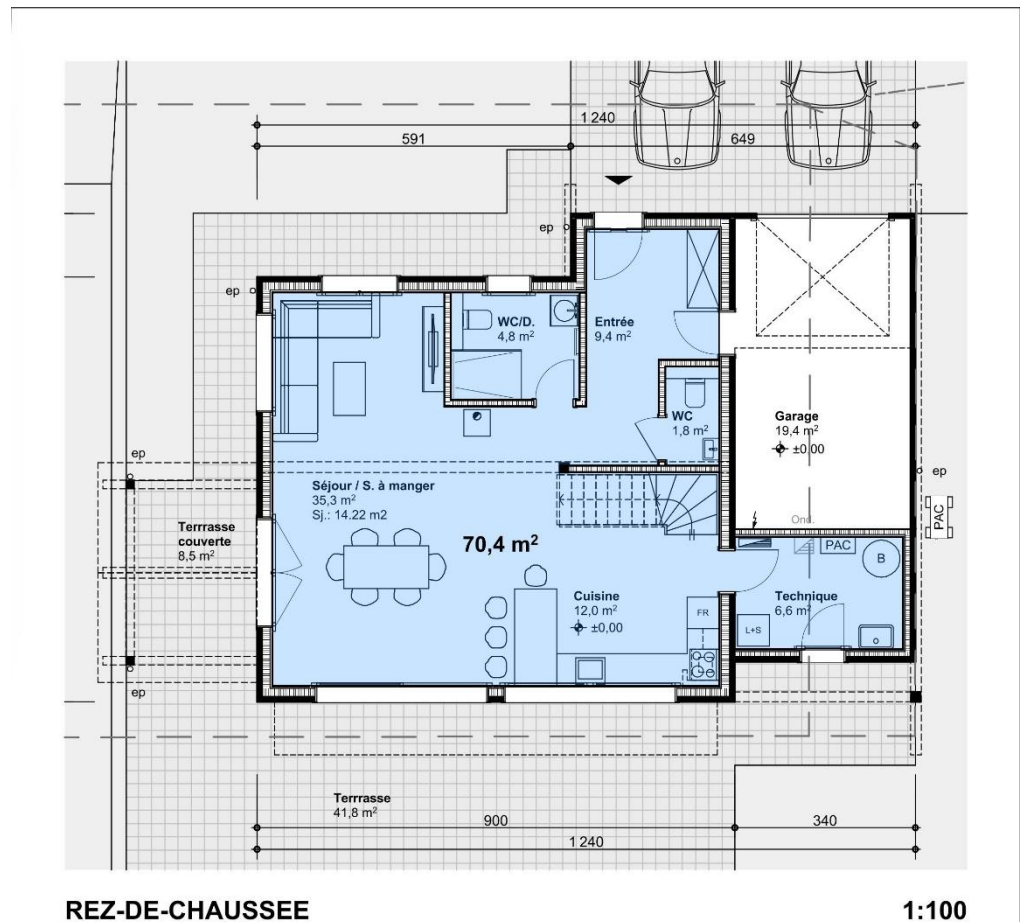 1 240
591
649
ep
ep
WC/D.
4,8 m²
Entrée
9,4 m²
WC
1,8 m²
Garage
19,4 m²
±0,00
ep
ep
Séjour / S. à manger
35,3 m²
Sj.: 14.22 m2
Terrrasse
couverte
8,5 m²
70,4 m²
Ond.
PAC
PAC
B
Cuisine
12,0 m²
±0,00
FR
Technique
6,6 m²
L+S
ep
Terrrasse
41,8 m²
900
340
1 240
REZ-DE-CHAUSSEE
1:100